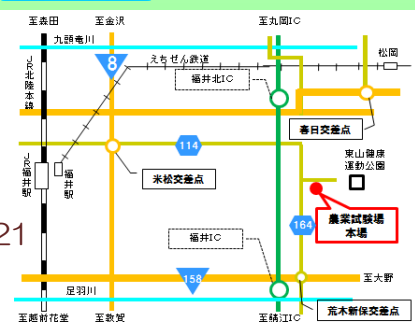 至森田
至金沢
至丸岡IC
九頭竜川
えちぜん鉄道
松岡
8
福井北IC
JR北陸本線
春日交差点
114
東山健康
運動公園
米松交差点
JR福井駅
福井駅
農業試験場
本場
21
164
福井IC
158
至大野
足羽川
荒木新保交差点
至越前花堂
至敦賀
至鯖江IC